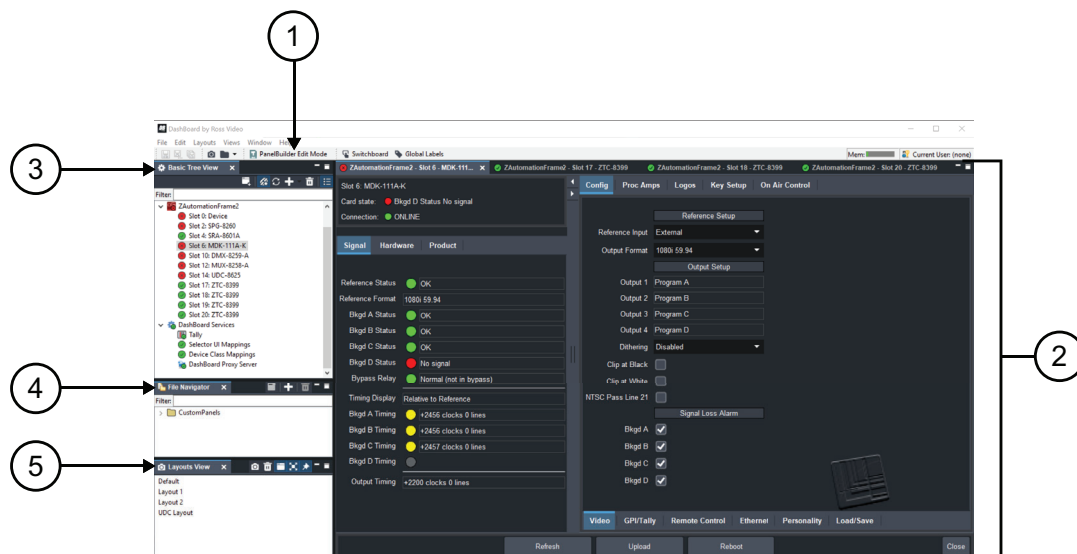 1
DashBoard by Ross Video
File Edit Layouts Views Window Help
PanelBuilder Edit Mode Switchboard Global Labels Mem: Current User: (none)
3
Basic Tree View
Filter:
ZAutomationFrame2
Slot 0: Device
Slot 2: SPG-8260
Slot 4: SRA-8601A
Slot 6: MDK-111A-K
Slot 10: DMX-8259-A
Slot 12: MUX-8258-A
Slot 14: UDC-8625
Slot 17: ZTC-8399
Slot 18: ZTC-8399
Slot 19: ZTC-8399
Slot 20: ZTC-8399
DashBoard Services
Tally
Selector UI Mappings
Device Class Mappings
DashBoard Proxy Server
4
File Navigator
Filter:
CustomPanels
5
Layouts View
Default
Layout 1
Layout 2
UDC Layout
ZAutomationFrame2 - Slot 6 - MDK-111... ZAutomationFrame2 - Slot 17 - ZTC-8399 ZAutomationFrame2 - Slot 18 - ZTC-8399 ZAutomationFrame2 - Slot 20 - ZTC-8399
Slot 6: MDK-111A-K
Card state: Bkgd D Status No signal
Connection: ONLINE
Signal Hardware Product
Reference Status OK
Reference Format 1080i 59.94
Bkgd A Status OK
Bkgd B Status OK
Bkgd C Status OK
Bkgd D Status No signal
Bypass Relay Normal (not in bypass)
Timing Display Relative to Reference
Bkgd A Timing +2456 clocks 0 lines
Bkgd B Timing +2456 clocks 0 lines
Bkgd C Timing +2457 clocks 0 lines
Bkgd D Timing
Output Timing +2200 clocks 0 lines
Config Proc Amps Logos Key Setup On Air Control
Reference Setup
Reference Input External
Output Format 1080i 59.94
Output Setup
Output 1 Program A
Output 2 Program B
Output 3 Program C
Output 4 Program D
Dithering Disabled
Clip at Black
Clip at White
NTSC Pass Line 21
Signal Loss Alarm
Bkgd A
Bkgd B
Bkgd C
Bkgd D
Video GPI/Tally Remote Control Ethernet Personality Load/Save
Refresh Upload Reboot Close
2